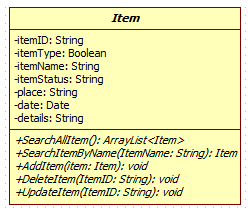 Item
-itemID: String
-itemType: Boolean
-itemName: String
-itemStatus: String
-place: String
-date: Date
-details: String
+SearchAllItem(): ArrayList<Item>
+SearchItemByName(ItemName: String): Item
+AddItem(item: Item): void
+DeleteItem(ItemID: String): void
+UpdateItem(ItemID: String): void